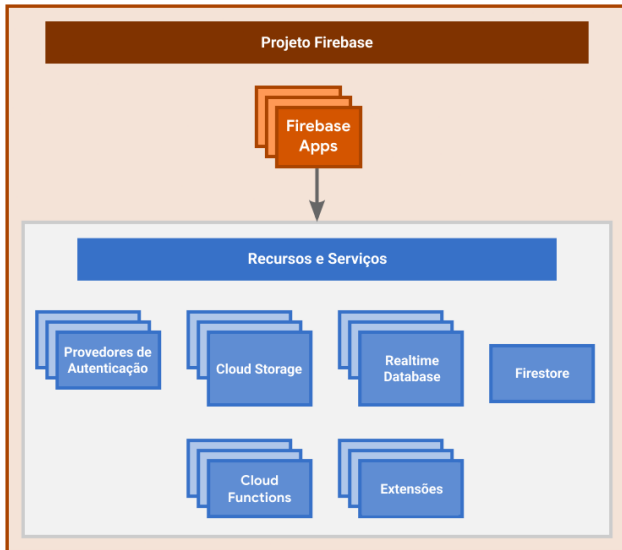 Projeto Firebase
Firebase
Apps
Recursos e Serviços
Provedores de
Autenticação
Cloud Storage
Realtime
Database
Firestore
Cloud
Functions
Extensões